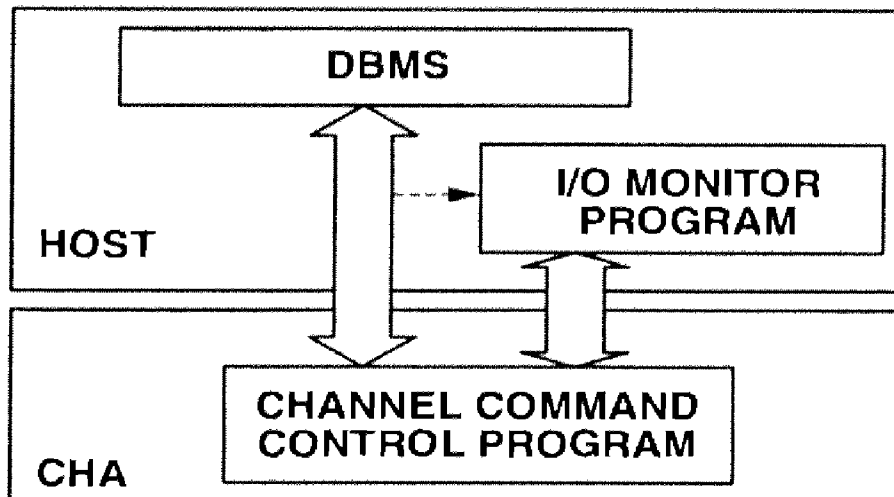 DBMS
I/O MONITOR
PROGRAM
HOST
CHANNEL COMMAND
CONTROL PROGRAM
CHA